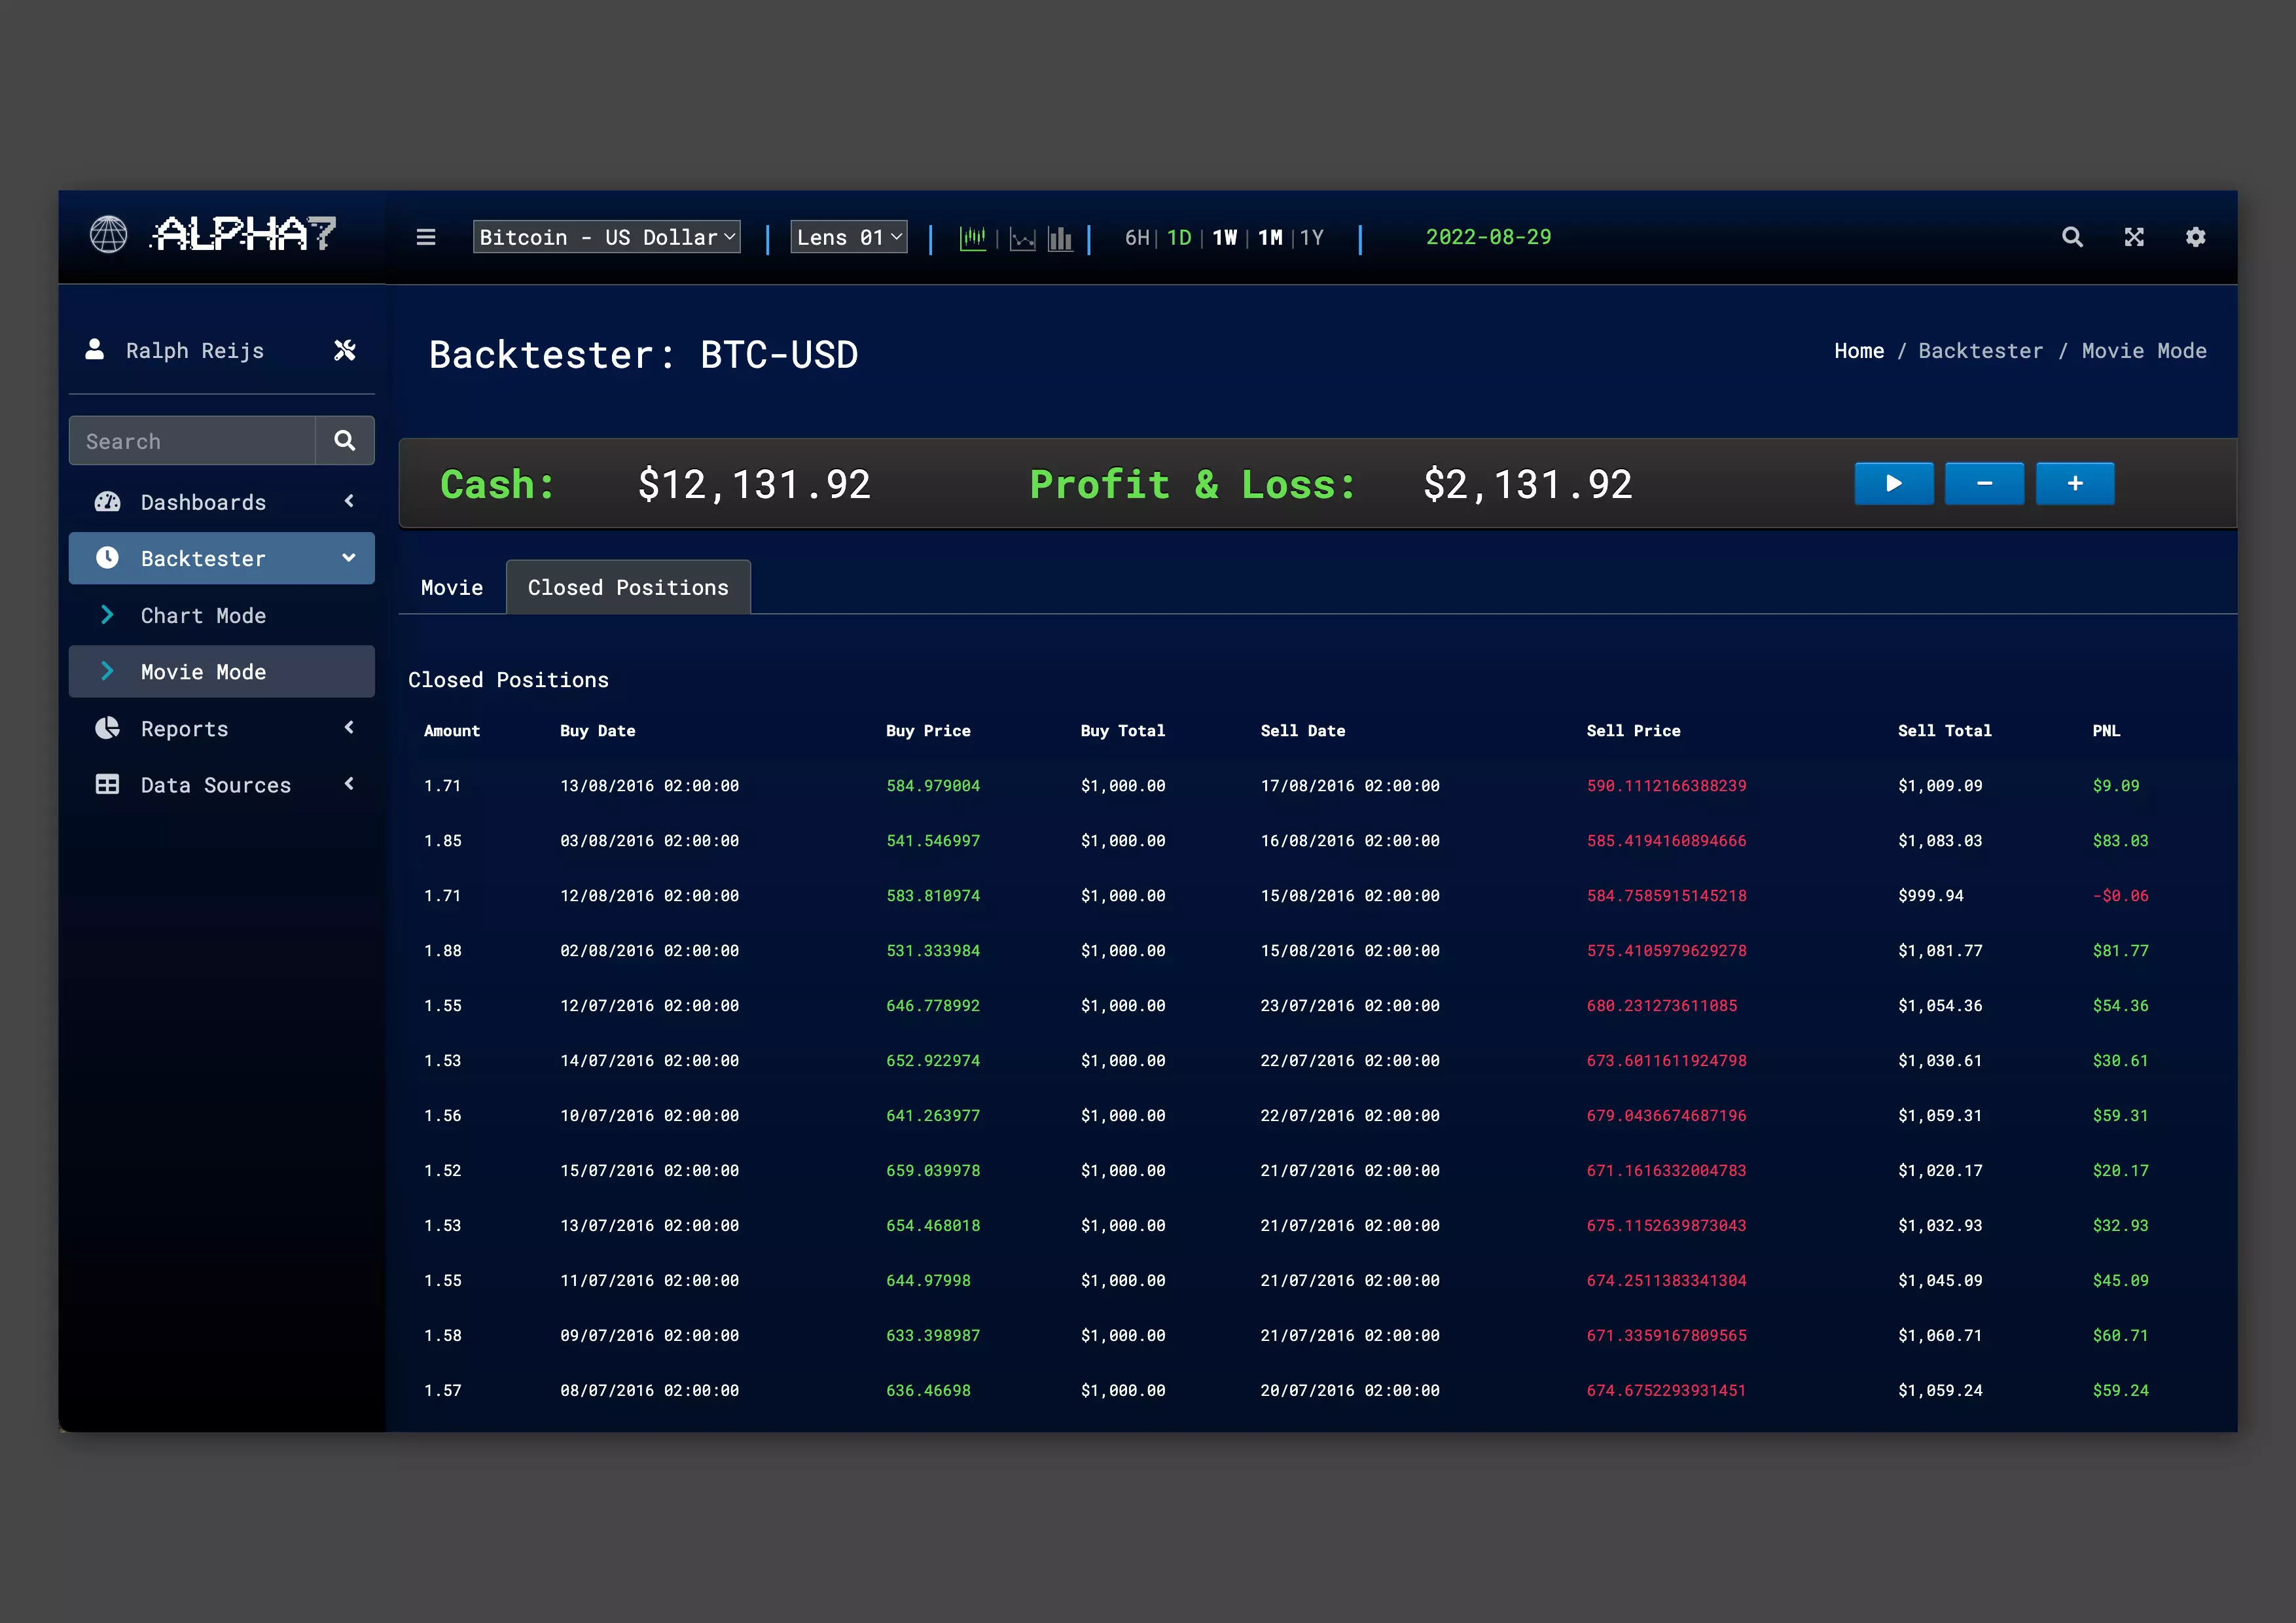 ALPHA7
Bitcoin - US Dollar | Lens 01 | | | 6H | 1D | 1W | 1M | 1Y | 2022-08-29
Ralph Reijs
Search
Dashboards
Backtester
Chart Mode
Movie Mode
Reports
Data Sources
Backtester: BTC-USD
Home / Backtester / Movie Mode
Cash: $12,131.92 Profit & Loss: $2,131.92
Movie Closed Positions
Closed Positions
Amount Buy Date Buy Price Buy Total Sell Date Sell Price Sell Total PNL
1.71 13/08/2016 02:00:00 584.979004 $1,000.00 17/08/2016 02:00:00 590.1112166388239 $1,009.09 $9.09
1.85 03/08/2016 02:00:00 541.546997 $1,000.00 16/08/2016 02:00:00 585.4194160894666 $1,083.03 $83.03
1.71 12/08/2016 02:00:00 583.810974 $1,000.00 15/08/2016 02:00:00 584.7585915145218 $999.94 -$0.06
1.88 02/08/2016 02:00:00 531.333984 $1,000.00 15/08/2016 02:00:00 575.4105979629278 $1,081.77 $81.77
1.55 12/07/2016 02:00:00 646.778992 $1,000.00 23/07/2016 02:00:00 680.231273611085 $1,054.36 $54.36
1.53 14/07/2016 02:00:00 652.922974 $1,000.00 22/07/2016 02:00:00 673.6011611924798 $1,030.61 $30.61
1.56 10/07/2016 02:00:00 641.263977 $1,000.00 22/07/2016 02:00:00 679.0436674687196 $1,059.31 $59.31
1.52 15/07/2016 02:00:00 659.039978 $1,000.00 21/07/2016 02:00:00 671.1616332004783 $1,020.17 $20.17
1.53 13/07/2016 02:00:00 654.468018 $1,000.00 21/07/2016 02:00:00 675.1152639873043 $1,032.93 $32.93
1.55 11/07/2016 02:00:00 644.97998 $1,000.00 21/07/2016 02:00:00 674.2511383341304 $1,045.09 $45.09
1.58 09/07/2016 02:00:00 633.398987 $1,000.00 21/07/2016 02:00:00 671.3359167809565 $1,060.71 $60.71
1.57 08/07/2016 02:00:00 636.46698 $1,000.00 20/07/2016 02:00:00 674.6752293931451 $1,059.24 $59.24